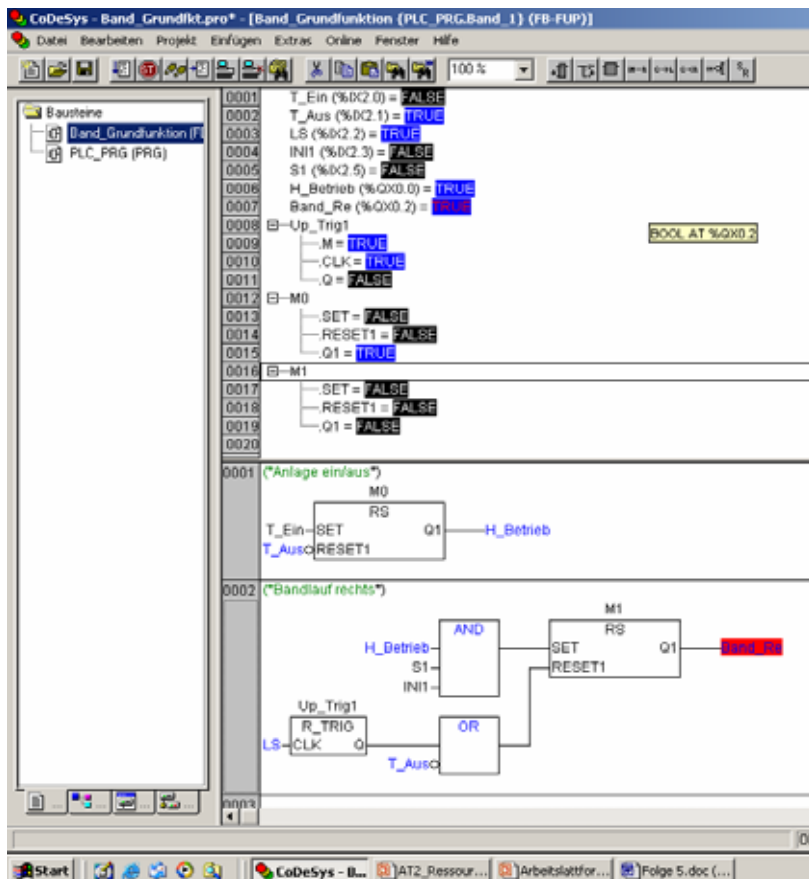 CoDeSys - Band_Grundfkt.pro* - [Band_Grundfunktion (PLC_PRG.Band_1) (FB-FUP)]
Datei Bearbeiten Projekt Einfügen Extras Online Fenster Hilfe
100 %
Bausteine
Band_Grundfunktion (F
PLC_PRG (PRG)
0001 T_Ein (%IX2.0) = FALSE
0002 T_Aus (%IX2.1) = TRUE
0003 LS (%IX2.2) = TRUE
0004 INI1 (%IX2.3) = FALSE
0005 S1 (%IX2.5) = FALSE
0006 H_Betrieb (%QX0.0) = TRUE
0007 Band_Re (%QX0.2) = TRUE
0008 Up_Trig1
BOOL AT %QX0.2
0009 .M = TRUE
0010 .CLK = TRUE
0011 .Q = FALSE
0012 M0
0013 .SET = FALSE
0014 .RESET1 = FALSE
0015 .Q1 = TRUE
0016 M1
0017 .SET = FALSE
0018 .RESET1 = FALSE
0019 .Q1 = FALSE
0020
0001 (*Anlage ein/aus*)
M0
RS
T_Ein SET Q1 H_Betrieb
T_Aus RESET1
0002 (*Bandlauf rechts*)
M1
AND RS
H_Betrieb SET Q1 Band_Re
S1 RESET1
INI1
Up_Trig1
R_TRIG OR
LS CLK Q
T_Aus
0003
Start CoDeSys - B... AT2_Ressour... Arbeitslattfor... Folge 5.doc (...